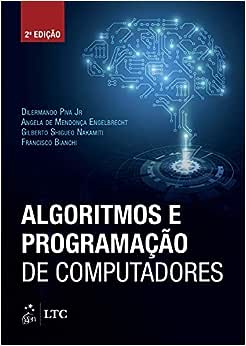 2ª EDIÇÃO
DILERMANDO PIVA JR
ANGELA DE MENDONÇA ENGELBRECHT
GILBERTO SHIGUEO NAKAMITI
FRANCISCO BIANCHI
ALGORITMOS E
PROGRAMAÇÃO
DE COMPUTADORES
LTC